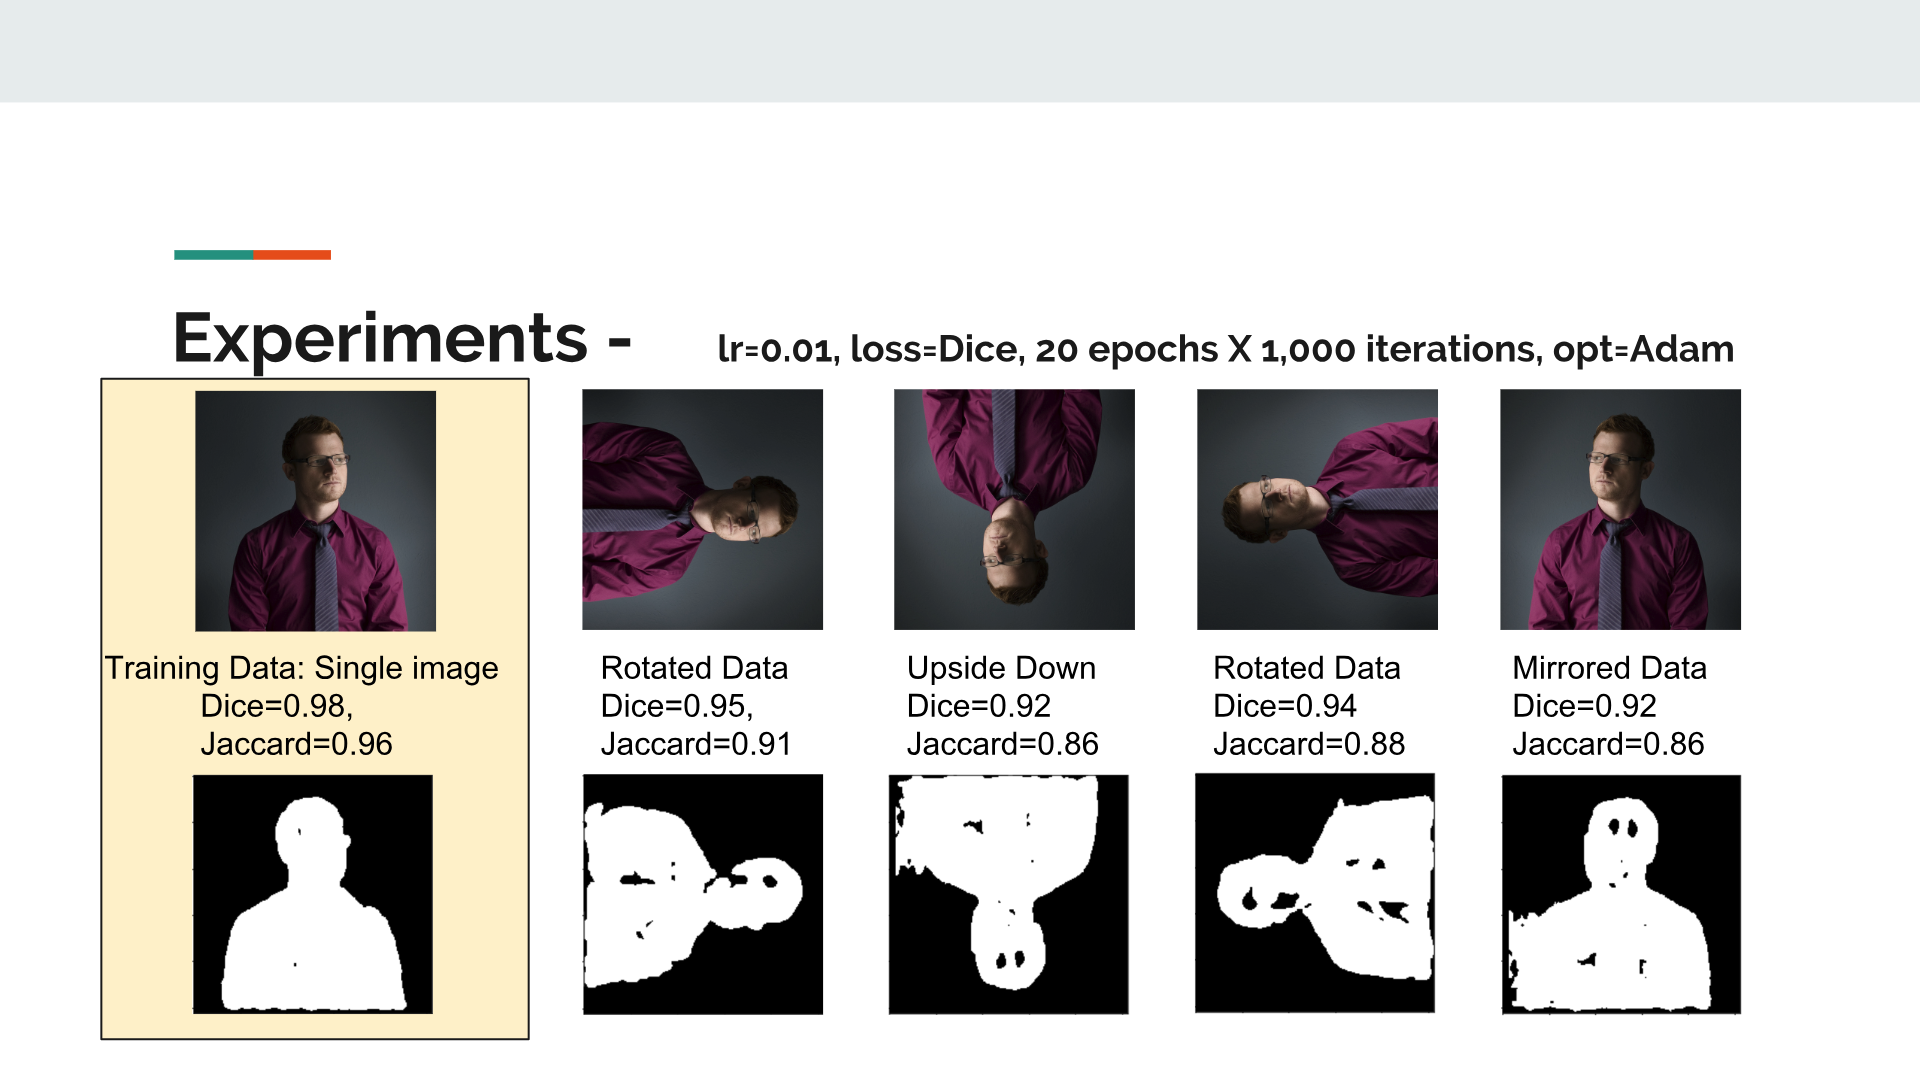 Experiments - lr=0.01, loss=Dice, 20 epochs X 1,000 iterations, opt=Adam
Training Data: Single image
Dice=0.98,
Jaccard=0.96
Rotated Data
Dice=0.95,
Jaccard=0.91
Upside Down
Dice=0.92
Jaccard=0.86
Rotated Data
Dice=0.94
Jaccard=0.88
Mirrored Data
Dice=0.92
Jaccard=0.86